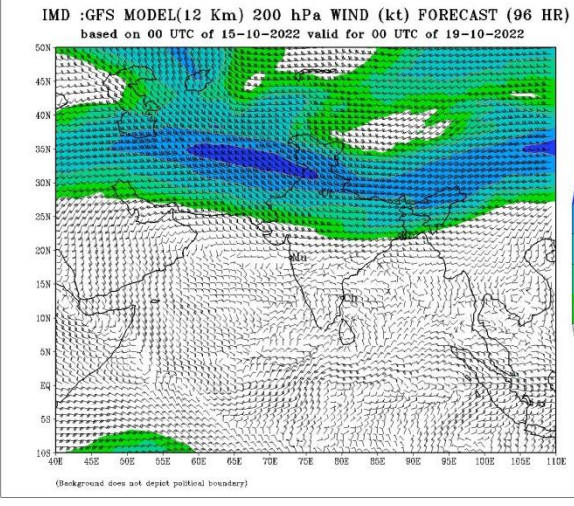 IMD :GFS MODEL(12 Km) 200 hPa WIND (kt) FORECAST (96 HR)
based on 00 UTC of 15-10-2022 valid for 00 UTC of 19-10-2022
50N
45N
40N
35N
30N
25N
20N
15N
10N
5N
EQ
5S
10S
Mu
40E 45E 50E 55E 60E 65E 70E 75E 80E 85E 90E 95E 100E 105E 110E
(Background does not depict political boundary)